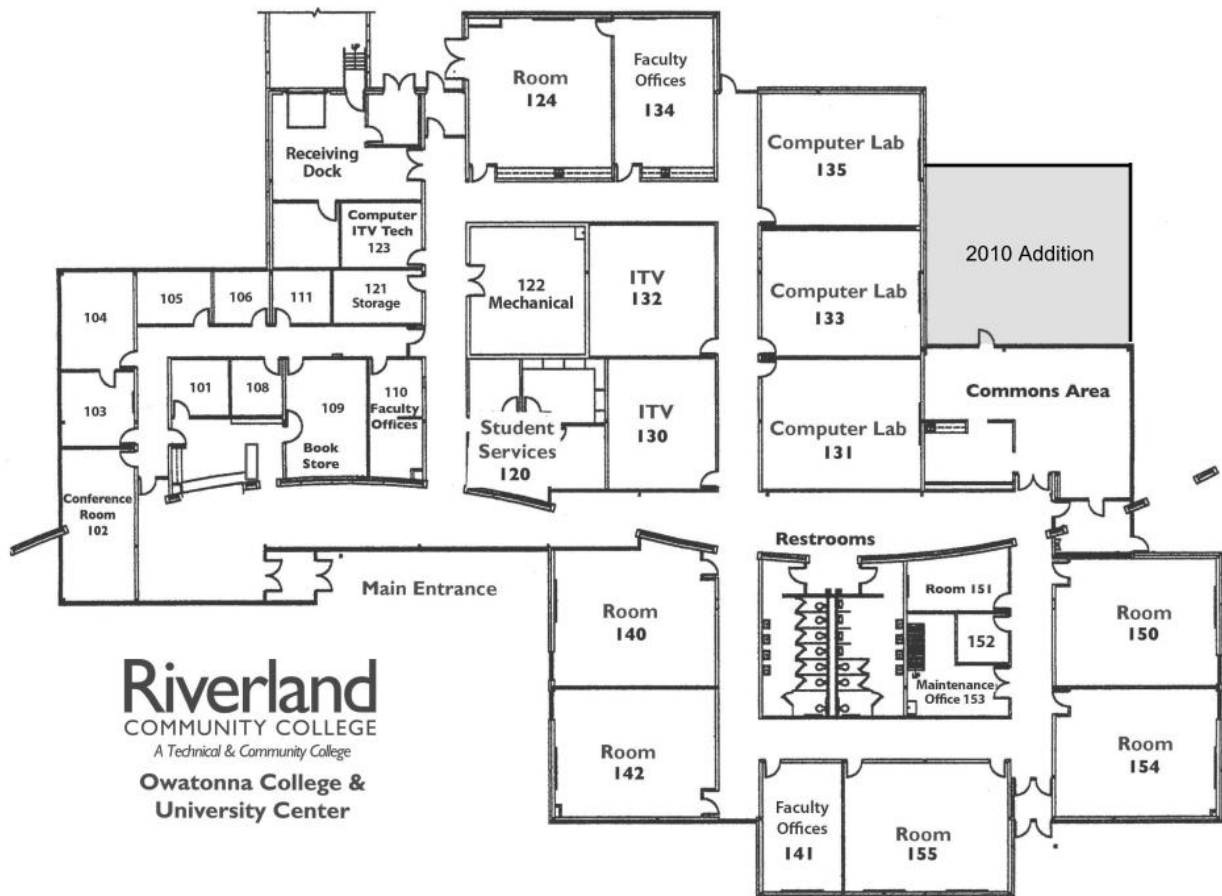 UP
Room
124
Faculty
Offices
134
Receiving
Dock
Computer Lab
135
Computer
ITV Tech
123
2010 Addition
122
Mechanical
ITV
132
Computer Lab
133
104
105
106
111
121
Storage
103
101
108
109
Book
Store
110
Faculty
Offices
Student
Services
120
ITV
130
Computer Lab
131
Commons Area
Conference
Room
102
Restrooms
Main Entrance
Room
140
Room 151
152
Room
150
UP
Maintenance
Office 153
Room
142
Room
154
Faculty
Offices
141
Room
155
Riverland
COMMUNITY COLLEGE
A Technical & Community College
Owatonna College &
University Center